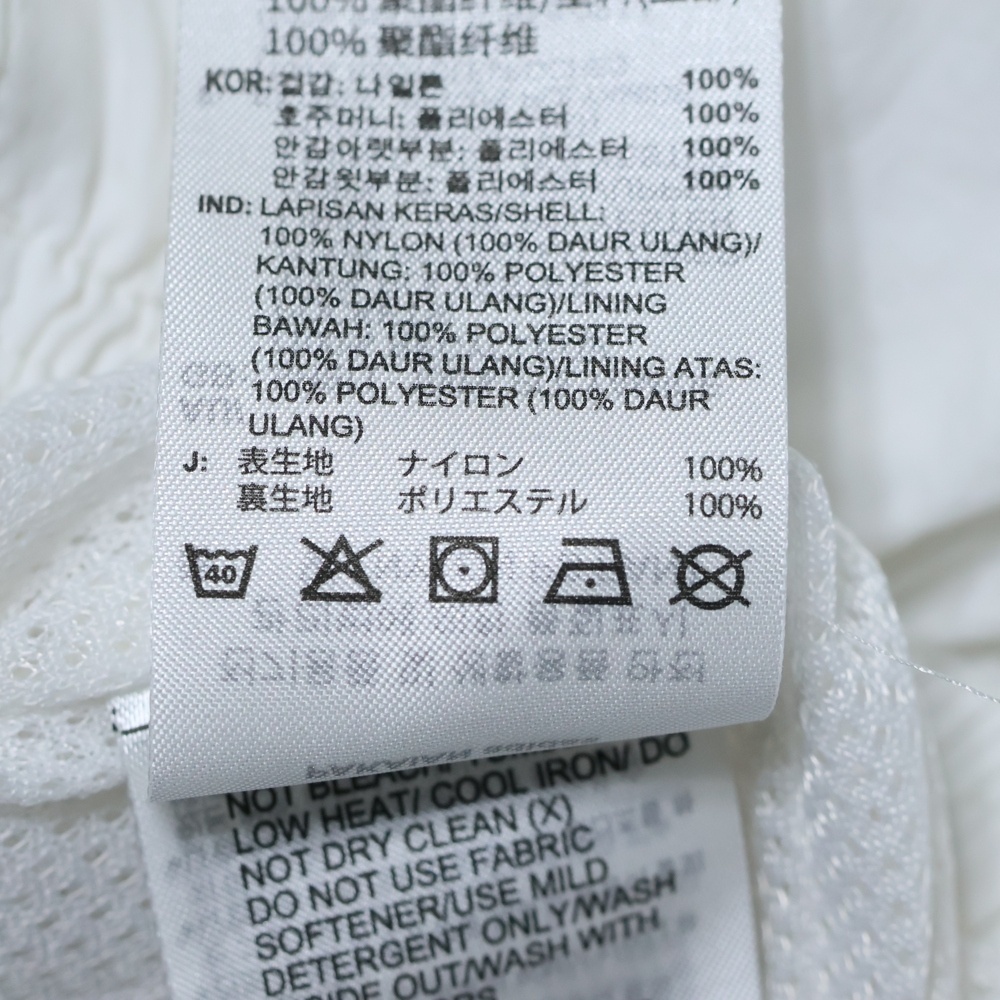 100% 聚酯纤维
KOR: 겉감: 나일론 100%
호주머니: 폴리에스터 100%
안감아랫부분: 폴리에스터 100%
안감윗부분: 폴리에스터 100%
IND: LAPISAN KERAS/SHELL:
100% NYLON (100% DAUR ULANG)/
KANTUNG: 100% POLYESTER
(100% DAUR ULANG)/LINING
BAWAH: 100% POLYESTER
(100% DAUR ULANG)/LINING ATAS:
100% POLYESTER (100% DAUR
ULANG)
J: 表生地 ナイロン 100%
裏生地 ポリエステル 100%
40
NOT BLEACH/
LOW HEAT/ COOL IRON/ DO
NOT DRY CLEAN (X)
DO NOT USE FABRIC
SOFTENER/USE MILD
DETERGENT ONLY/WASH
SIDE OUT/WASH WITH